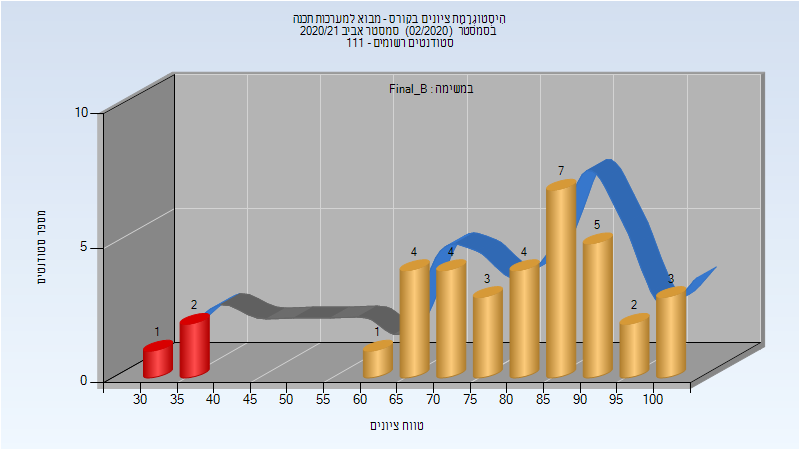 היסטוגרמת ציונים בקורס - מבוא למערכות תכנה
בסמסטר (02/2020) סמסטר אביב 2020/21
סטודנטים רשומים - 111
במשימה : Final_B
10
5
0
מספר סטודנטים
1
2
1
4
4
3
4
7
5
2
3
30 35 40 45 50 55 60 65 70 75 80 85 90 95 100
טווח ציונים